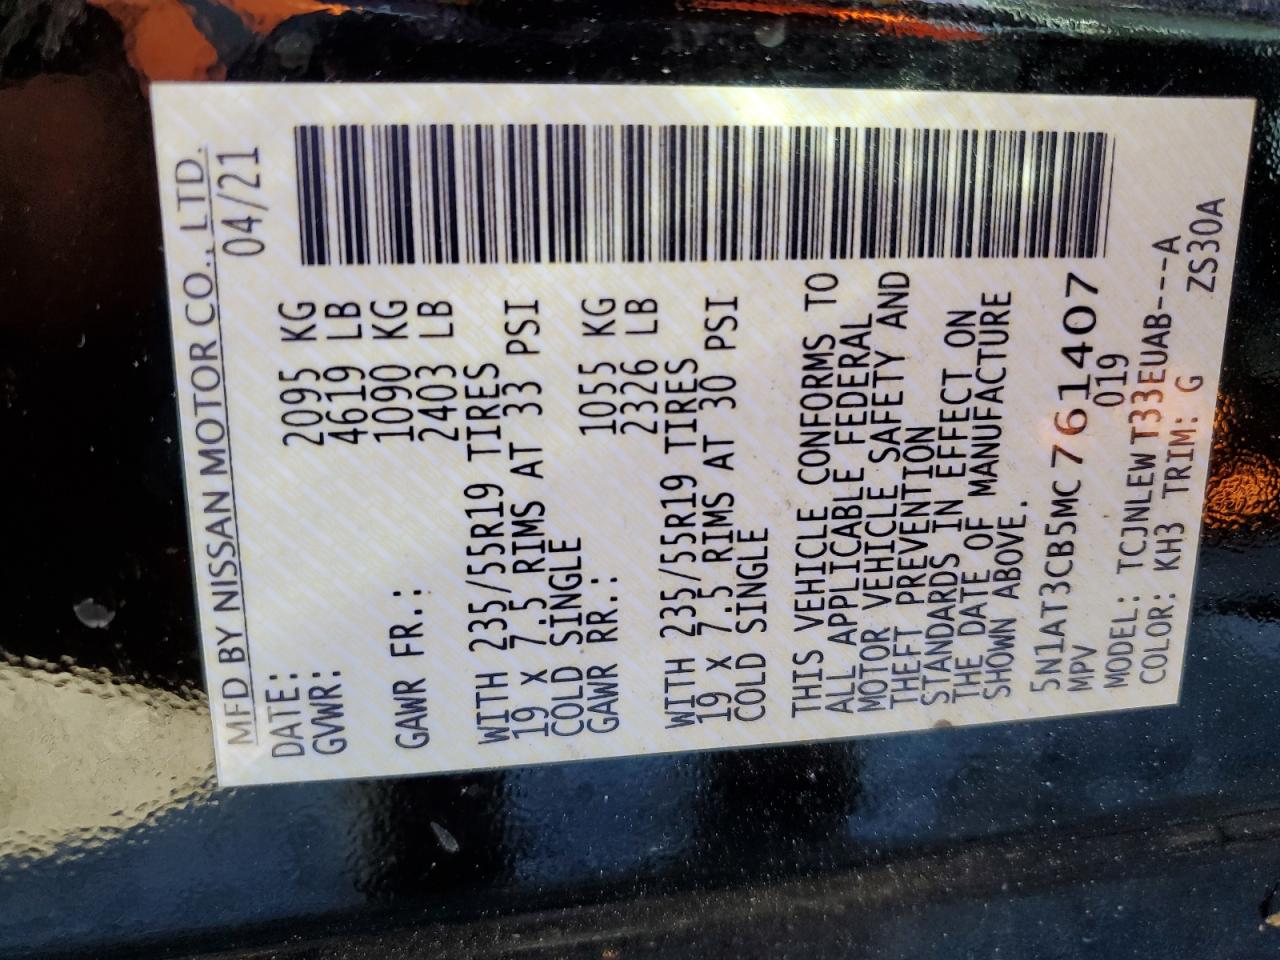 MFD BY NISSAN MOTOR CO., LTD.
DATE: 04/21
GVWR: 2095 KG
4619 LB
GAWR FR.: 1090 KG
2403 LB
WITH 235/55R19 TIRES
19 X 7.5 RIMS AT 33 PSI
COLD SINGLE
GAWR RR.: 1055 KG
2326 LB
WITH 235/55R19 TIRES
19 X 7.5 RIMS AT 30 PSI
COLD SINGLE
THIS VEHICLE CONFORMS TO
ALL APPLICABLE FEDERAL
MOTOR VEHICLE SAFETY AND
THEFT PREVENTION
STANDARDS IN EFFECT ON
THE DATE OF MANUFACTURE
SHOWN ABOVE.
5N1AT3CB5MC761407
MPV 019
MODEL: TCJNLEWT33EUAB---A
COLOR: KH3 TRIM: G ZS30A